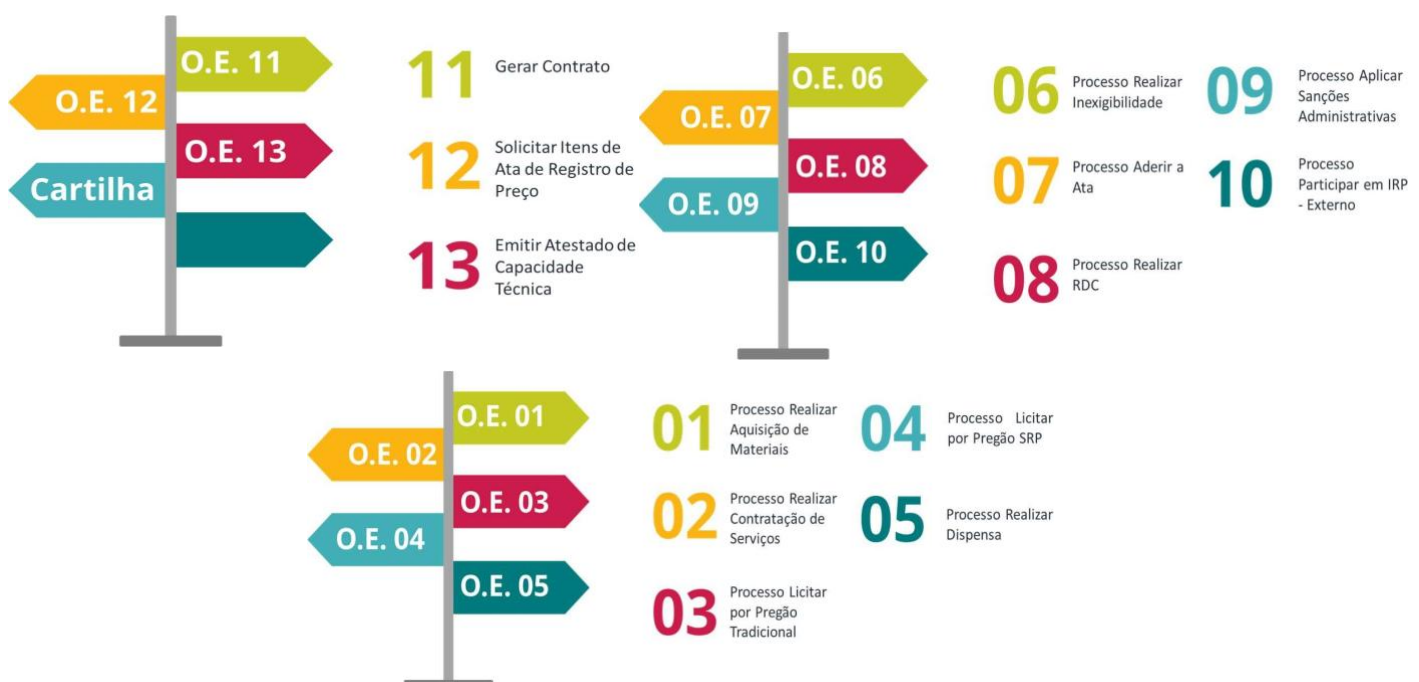 O.E. 11
O.E. 12
O.E. 13
Cartilha
11
Gerar Contrato
12
Solicitar Itens de
Ata de Registro de
Preço
13
Emitir Atestado de
Capacidade
Técnica
O.E. 06
O.E. 07
O.E. 08
O.E. 09
O.E. 10
06
Processo Realizar
Inexigibilidade
07
Processo Aderir a
Ata
08
Processo Realizar
RDC
09
Processo Aplicar
Sanções
Administrativas
10
Processo
Participar em IRP
- Externo
O.E. 01
O.E. 02
O.E. 03
O.E. 04
O.E. 05
01
Processo Realizar
Aquisição de
Materiais
02
Processo Realizar
Contratação de
Serviços
03
Processo Licitar
por Pregão
Tradicional
04
Processo Licitar
por Pregão SRP
05
Processo Realizar
Dispensa